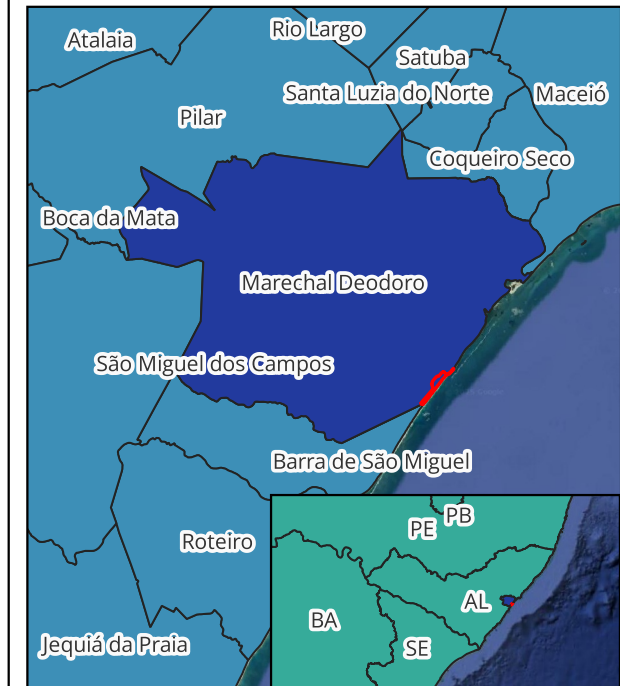 Rio Largo
Atalaia
Satuba
Santa Luzia do Norte
Maceió
Pilar
Coqueiro Seco
Boca da Mata
Marechal Deodoro
São Miguel dos Campos
Barra de São Miguel
Roteiro
Jequiá da Praia
PB
PE
AL
BA
SE